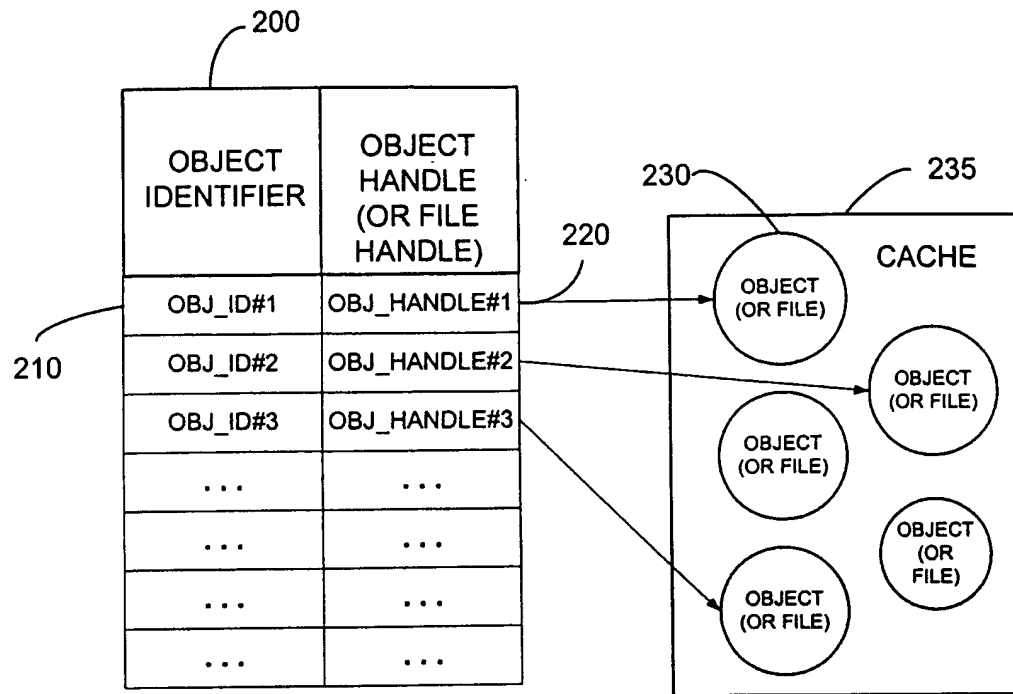 200
OBJECT
IDENTIFIER
OBJECT
HANDLE
(OR FILE
HANDLE)
230
235
220
CACHE
210
OBJ_ID#1
OBJ_HANDLE#1
OBJ_ID#2
OBJ_HANDLE#2
OBJ_ID#3
OBJ_HANDLE#3
...
...
...
...
...
...
...
...
OBJECT
(OR FILE)
OBJECT
(OR FILE)
OBJECT
(OR FILE)
OBJECT
(OR
FILE)
OBJECT
(OR FILE)